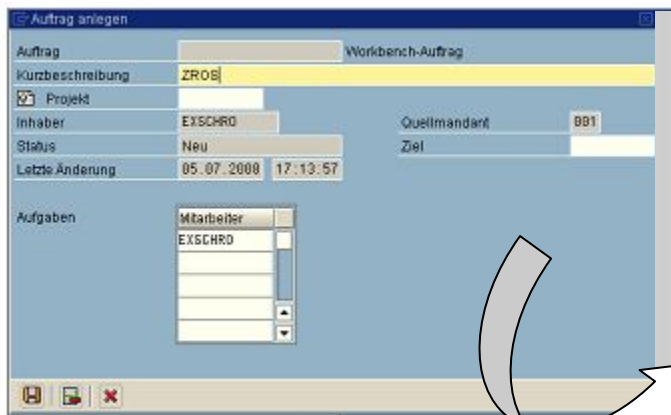 Auftrag anlegen
Auftrag Workbench-Auftrag
Kurzbeschreibung ZROS
Projekt
Inhaber EXSCHRO Quellmandant 001
Status Neu Ziel
Letzte Änderung 05.07.2008 17:13:57
Aufgaben Mitarbeiter
EXSCHRO